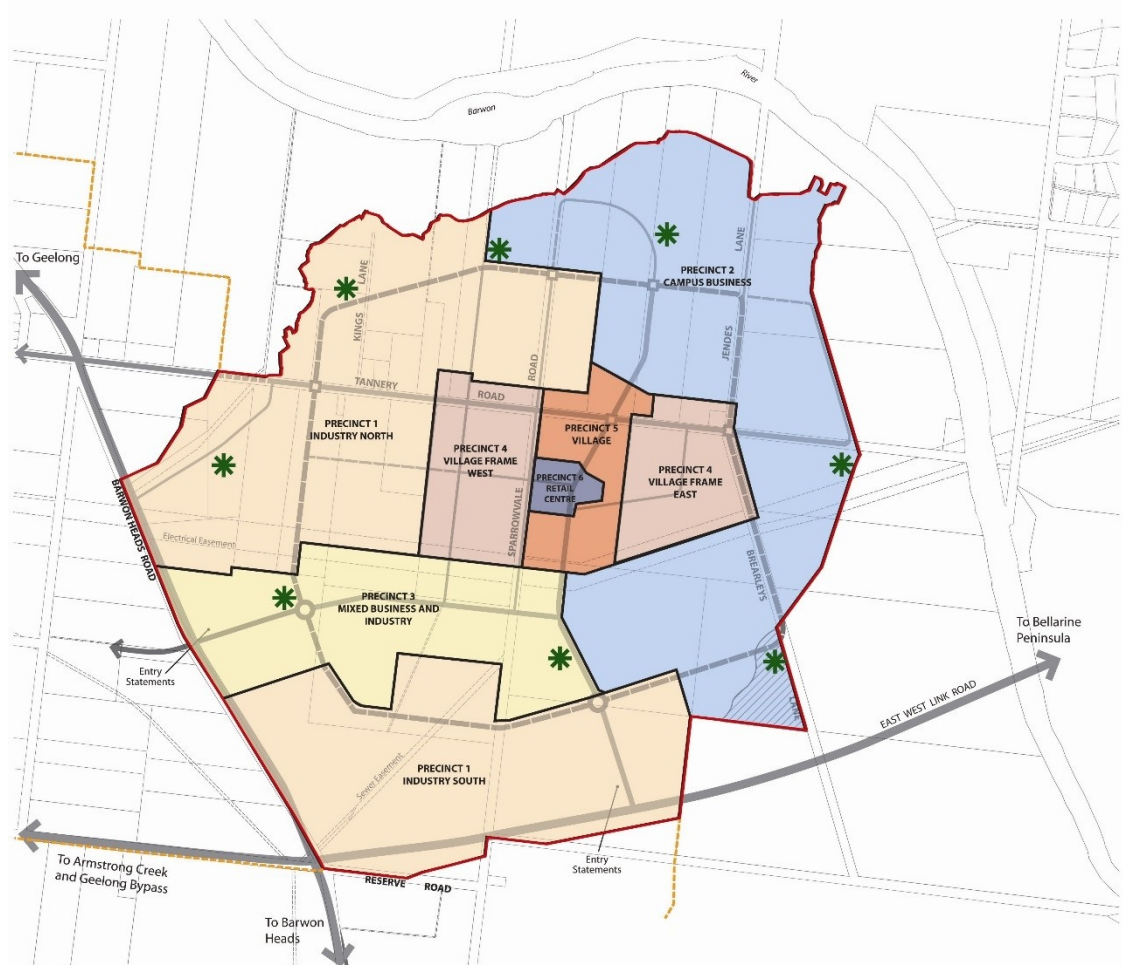 River
Barwon
To Geelong
KINGS LANE
LANE
PRECINCT 2
CAMPUS BUSINESS
JENDES
ROAD
TANNERY
ROAD
PRECINCT 1
INDUSTRY NORTH
PRECINCT 5
VILLAGE
PRECINCT 4
VILLAGE FRAME
WEST
PRECINCT 4
VILLAGE FRAME
EAST
PRECINCT 6
RETAIL
CENTRE
SPARROWVALE
BARWON HEADS ROAD
Electrical Easement
BREARLEYS
PRECINCT 3
MIXED BUSINESS AND
INDUSTRY
To Bellarine
Peninsula
Entry
Statements
LANE
EAST WEST LINK ROAD
PRECINCT 1
INDUSTRY SOUTH
Sewer Easement
To Armstrong Creek
and Geelong Bypass
Entry
Statements
RESERVE ROAD
To Barwon
Heads